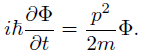 iħ ∂Φ/∂t = p²/2m Φ.